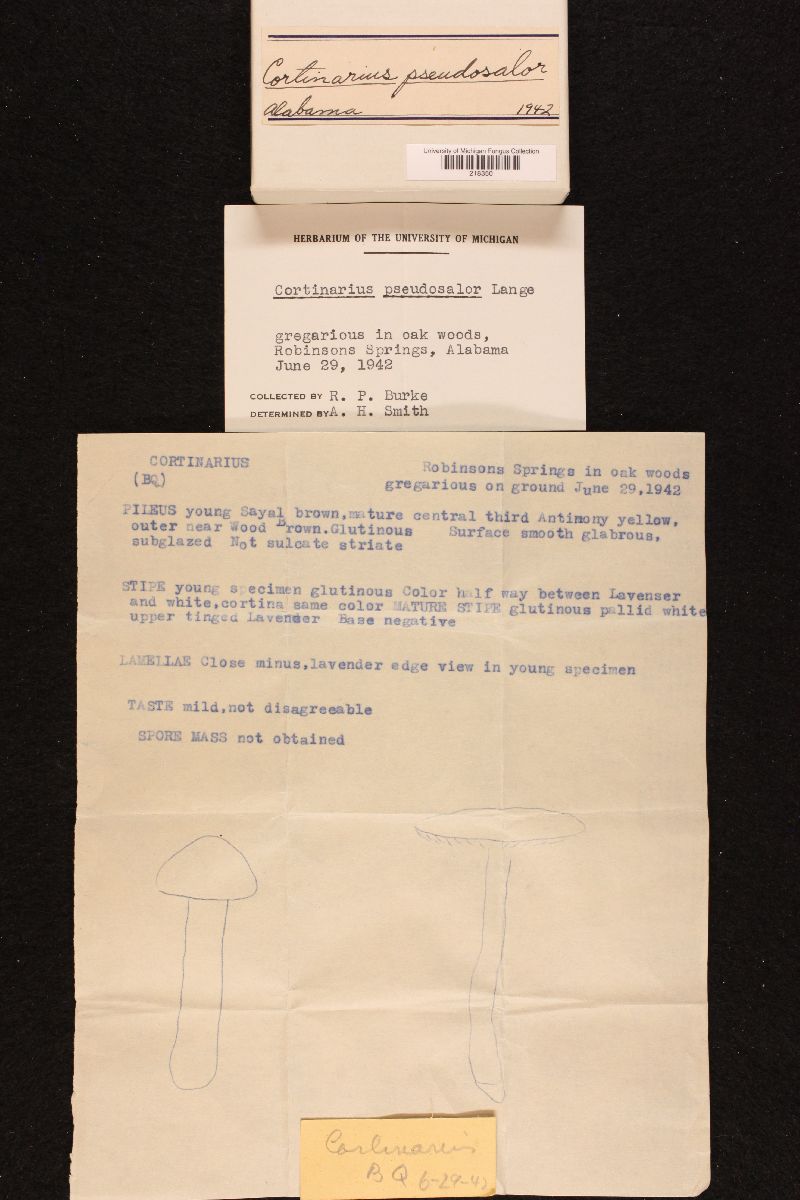 Cortinarius pseudosalor
Alabama 1942
University of Michigan Fungus Collection
218350
HERBARIUM OF THE UNIVERSITY OF MICHIGAN
Cortinarius pseudosalor Lange
gregarious in oak woods,
Robinsons Springs, Alabama
June 29, 1942
COLLECTED BY R. P. Burke
DETERMINED BY A. H. Smith
CORTINARIUS
(BQ)
Robinsons Springs in oak woods
gregarious on ground June 29,1942
PILEUS young Sayal brown,mature central third Antimony yellow,
outer near Wood Brown.Glutinous Surface smooth glabrous,
subglazed Not sulcate striate
STIPE young specimen glutinous Color half way between Lavenser
and white,cortina same color MATURE STIPE glutinous pallid white
upper tinged Lavender Base negative
LAMELLAE Close minus,lavender edge view in young specimen
TASTE mild,not disagreeable
SPORE MASS not obtained
Cortinarius
BQ 6-29-42